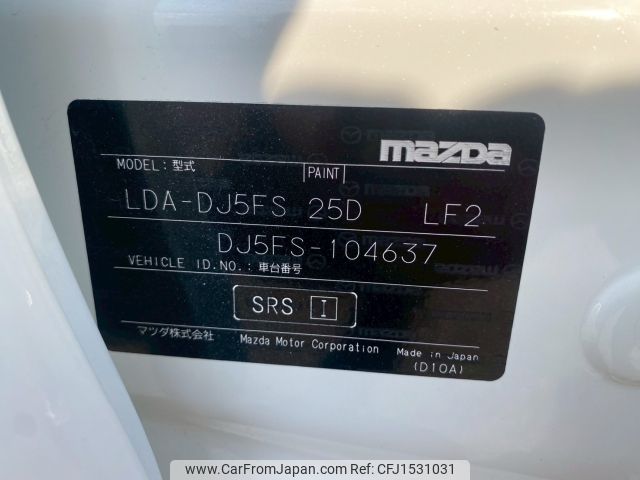 mazda
MODEL:型式 PAINT
LDA-DJ5FS 25D LF2
DJ5FS-104637
VEHICLE ID.NO.:車台番号
SRS I
マツダ株式会社 Mazda Motor Corporation Made in Japan
(D10A)
www.CarFromJapan.com - CFJ1531031